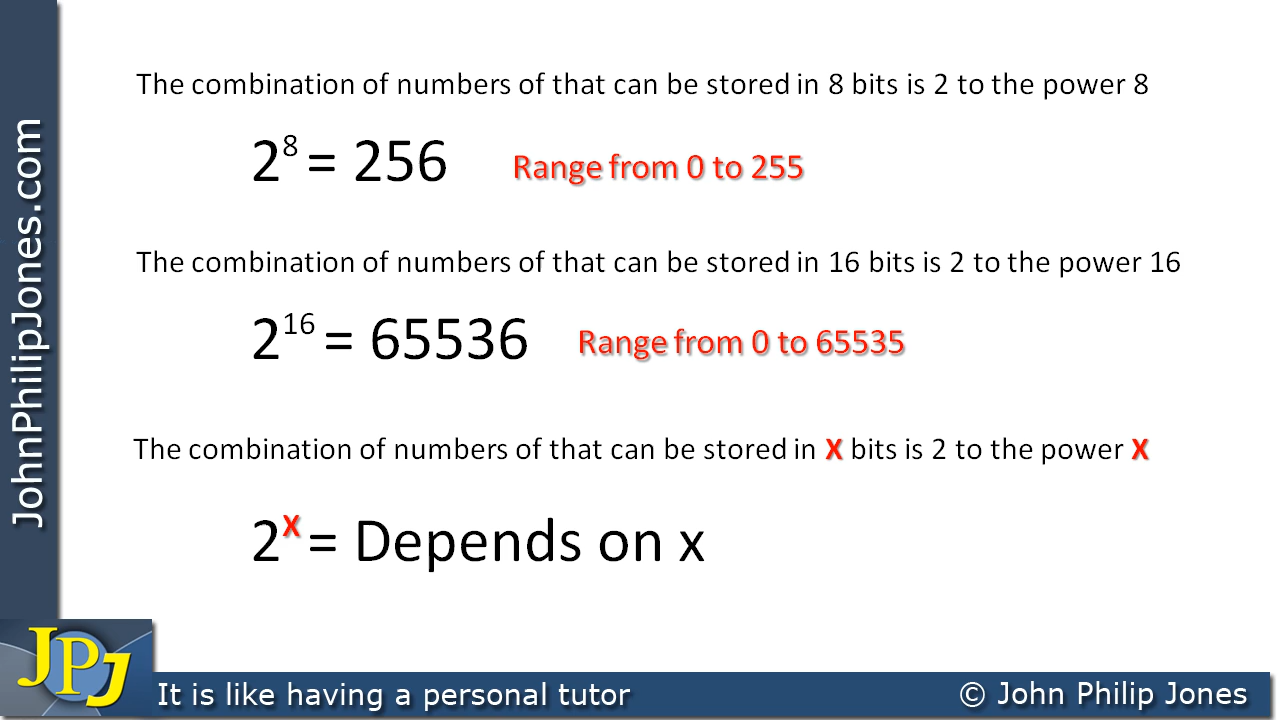 The combination of numbers of that can be stored in 8 bits is 2 to the power 8
2⁸ = 256 Range from 0 to 255
The combination of numbers of that can be stored in 16 bits is 2 to the power 16
2¹⁶ = 65536 Range from 0 to 65535
The combination of numbers of that can be stored in X bits is 2 to the power X
2ˣ = Depends on x
JohnPhilipJones.com
JPJ
It is like having a personal tutor
© John Philip Jones